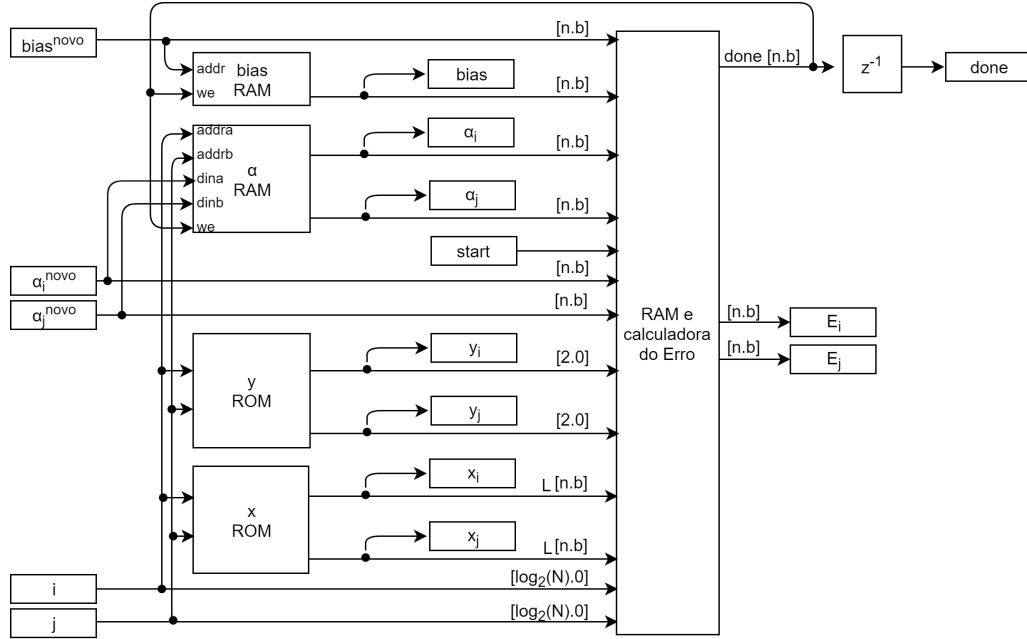 bias^novo
[n.b]
addr
we
bias
RAM
bias
[n.b]
done [n.b]
z^-1
done
addra
addrb
dina
dinb
we
α
RAM
α_i
[n.b]
α_j
[n.b]
start
α_i^novo
[n.b]
α_j^novo
[n.b]
RAM e
calculadora
do Erro
[n.b]
E_i
[n.b]
E_j
y
ROM
y_i
[2.0]
y_j
[2.0]
x
ROM
x_i
L [n.b]
x_j
L [n.b]
i
[log₂(N).0]
j
[log₂(N).0]